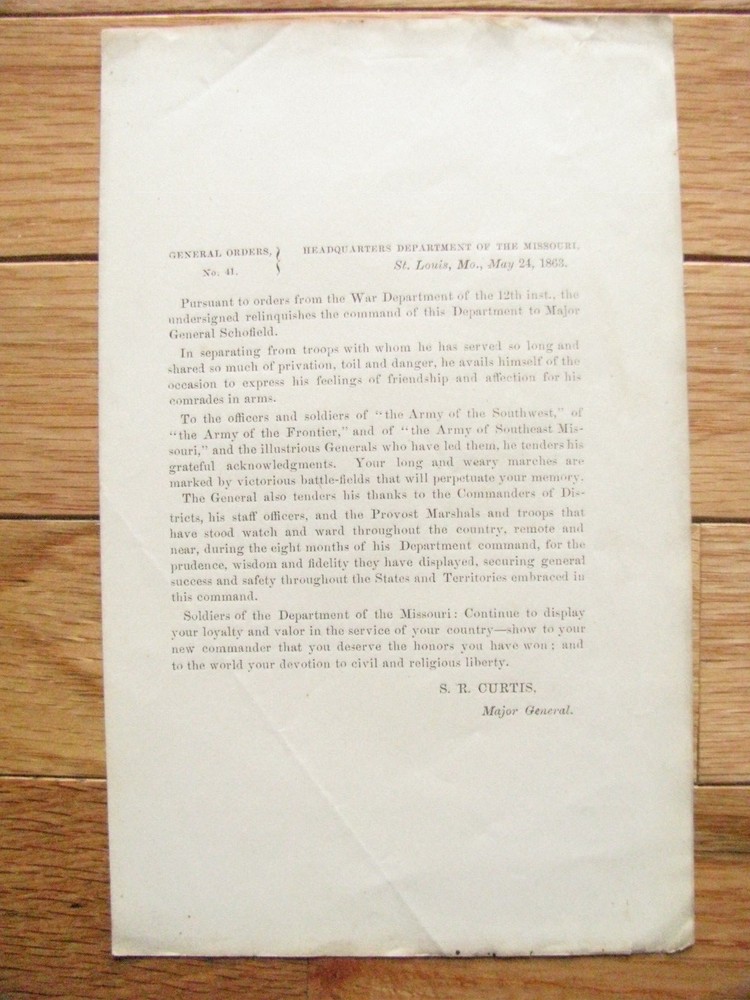 GENERAL ORDERS, } HEADQUARTERS DEPARTMENT OF THE MISSOURI,
No. 41. St. Louis, Mo., May 24, 1863.
Pursuant to orders from the War Department of the 12th inst., the
undersigned relinquishes the command of this Department to Major
General Schofield.
In separating from troops with whom he has served so long and
shared so much of privation, toil and danger, he avails himself of the
occasion to express his feelings of friendship and affection for his
comrades in arms.
To the officers and soldiers of "the Army of the Southwest," of
"the Army of the Frontier," and of "the Army of Southeast Mis-
souri," and the illustrious Generals who have led them, he tenders his
grateful acknowledgments. Your long and weary marches are
marked by victorious battle-fields that will perpetuate your memory.
The General also tenders his thanks to the Commanders of Dis-
tricts, his staff officers, and the Provost Marshals and troops that
have stood watch and ward throughout the country, remote and
near, during the eight months of his Department command, for the
prudence, wisdom and fidelity they have displayed, securing general
success and safety throughout the States and Territories embraced in
this command.
Soldiers of the Department of the Missouri: Continue to display
your loyalty and valor in the service of your country—show to your
new commander that you deserve the honors you have won; and
to the world your devotion to civil and religious liberty.
S. R. CURTIS,
Major General.